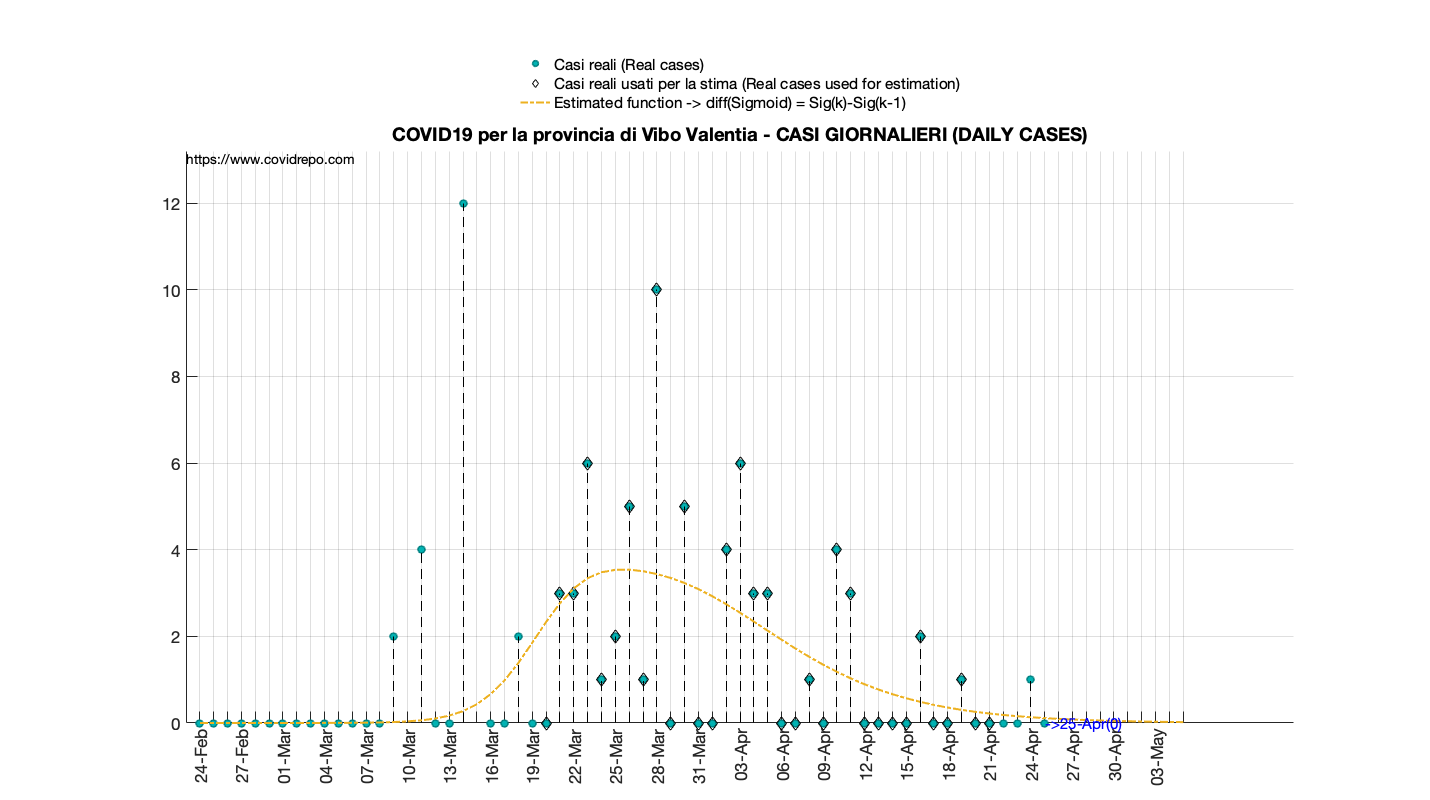 Casi reali (Real cases)
Casi reali usati per la stima (Real cases used for estimation)
Estimated function -> diff(Sigmoid) = Sig(k)-Sig(k-1)
COVID19 per la provincia di Vibo Valentia - CASI GIORNALIERI (DAILY CASES)
https://www.covidrepo.com
12
10
8
6
4
2
0
->25-Apr(0)
24-Feb
27-Feb
01-Mar
04-Mar
07-Mar
10-Mar
13-Mar
16-Mar
19-Mar
22-Mar
25-Mar
28-Mar
31-Mar
03-Apr
06-Apr
09-Apr
12-Apr
15-Apr
18-Apr
21-Apr
24-Apr
27-Apr
30-Apr
03-May